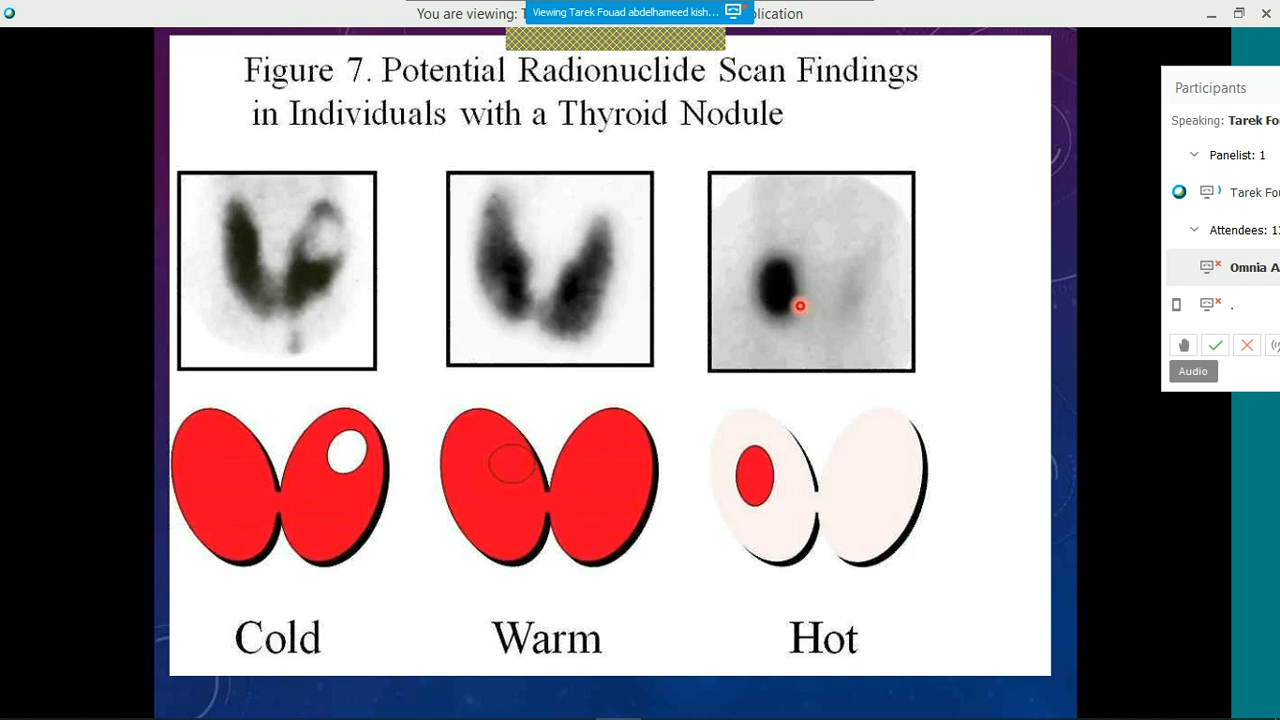 You are viewing: T
Viewing Tarek Fouad abdelhameed kish...
plication
Figure 7. Potential Radionuclide Scan Findings
in Individuals with a Thyroid Nodule
Cold
Warm
Hot
Participants
Speaking: Tarek Fo
Panelist: 1
Tarek Fo
Attendees: 1
Omnia A
.
Audio